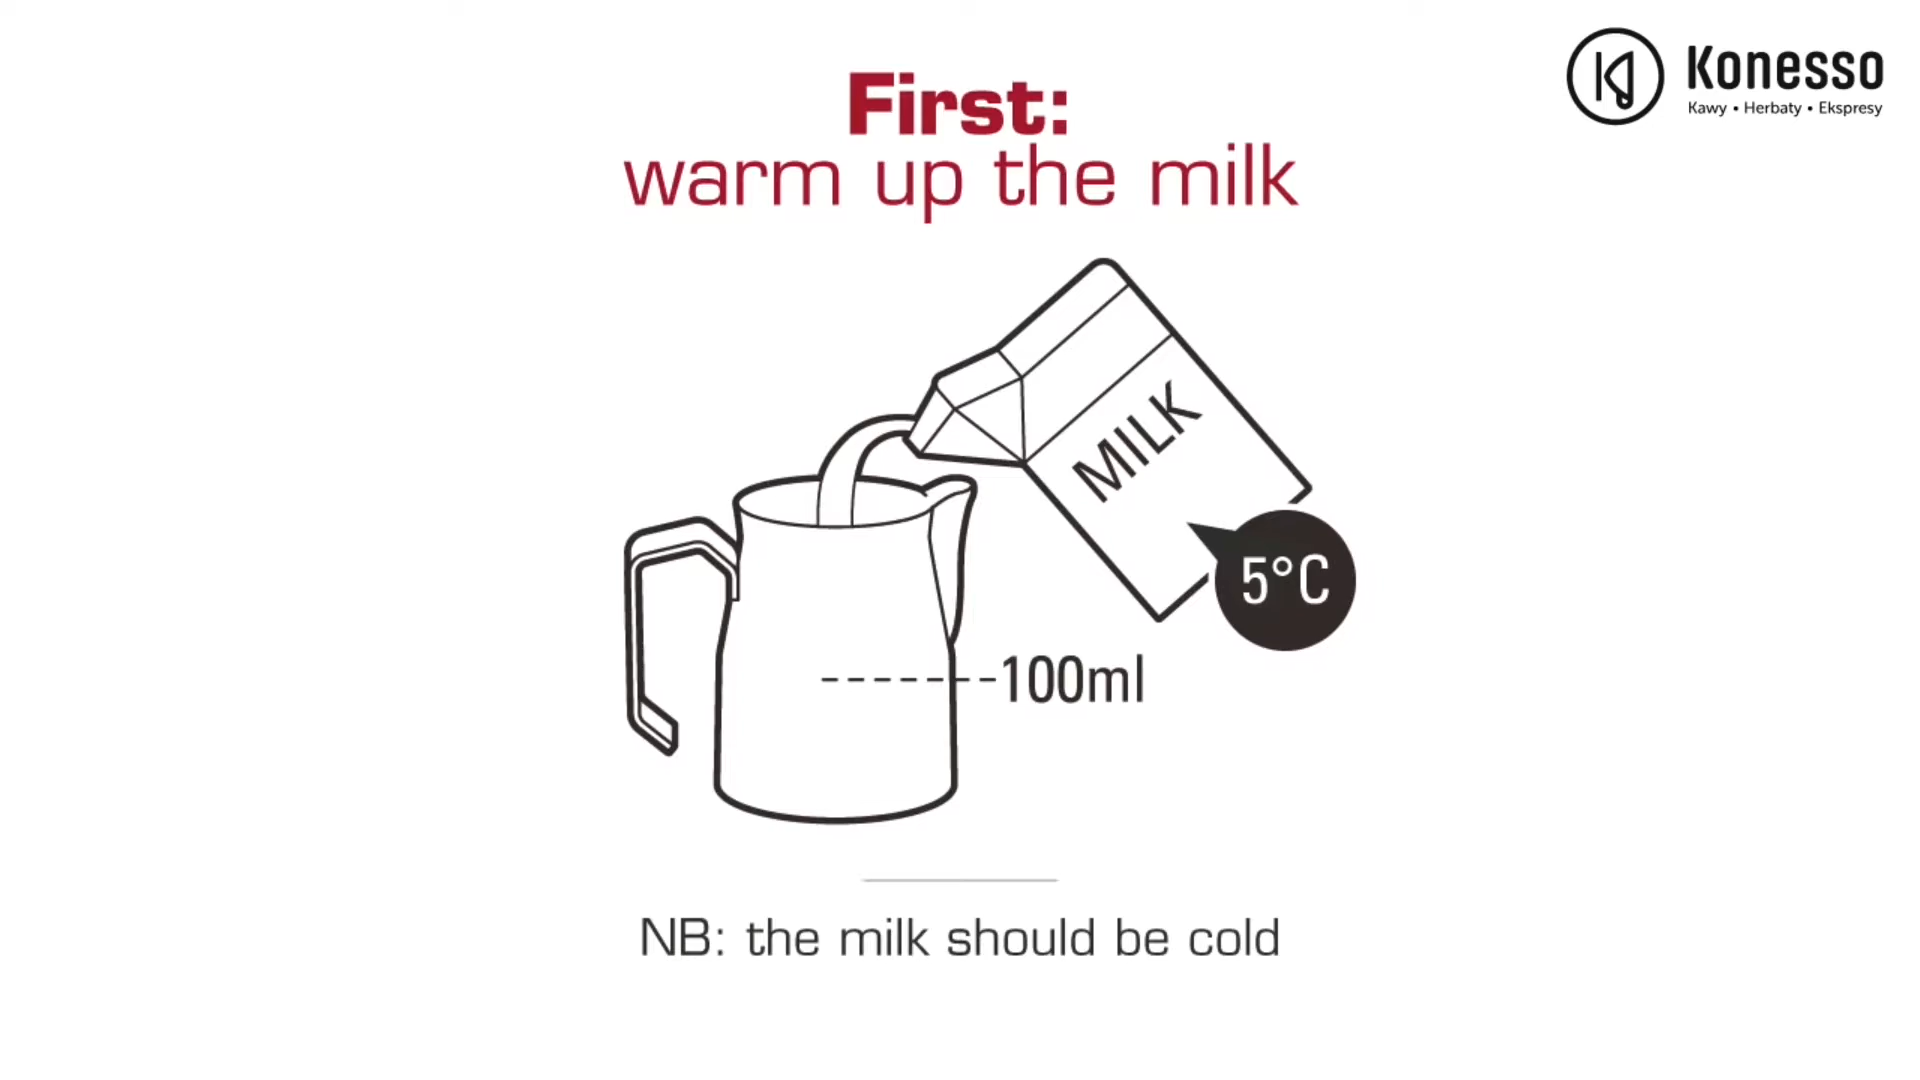 Konesso
Kawy • Herbaty • Ekspresy
First:
warm up the milk
MILK
5°C
100ml
NB: the milk should be cold